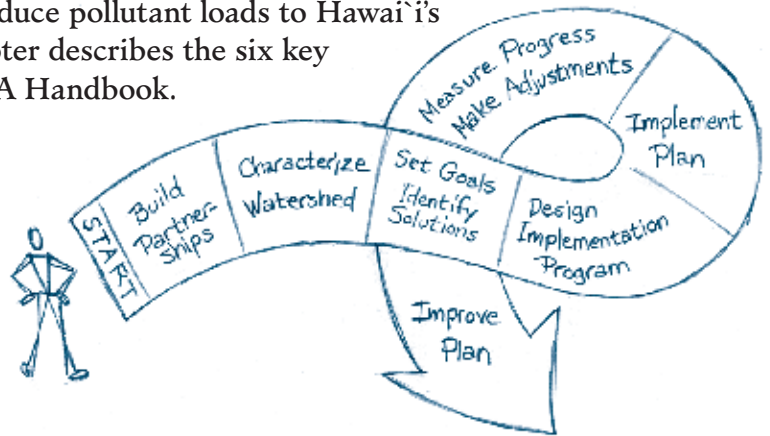 duce pollutant loads to Hawai`i's
ter describes the six key
A Handbook.
START
Build
Partner-
ships
Characterize
Watershed
Set Goals
Identify
Solutions
Design
Implementation
Program
Implement
Plan
Measure Progress
Make Adjustments
Improve
Plan